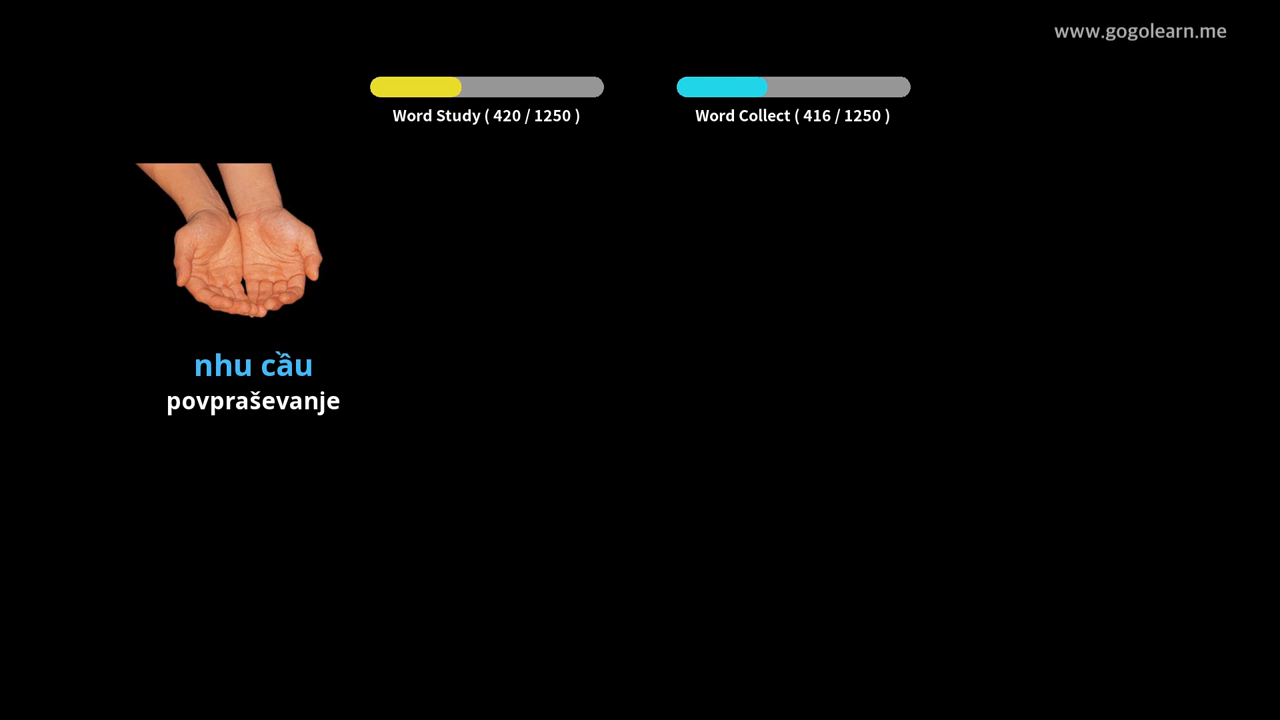 www.gogolearn.me
Word Study ( 420 / 1250 )
Word Collect ( 416 / 1250 )
nhu cầu
povpraševanje